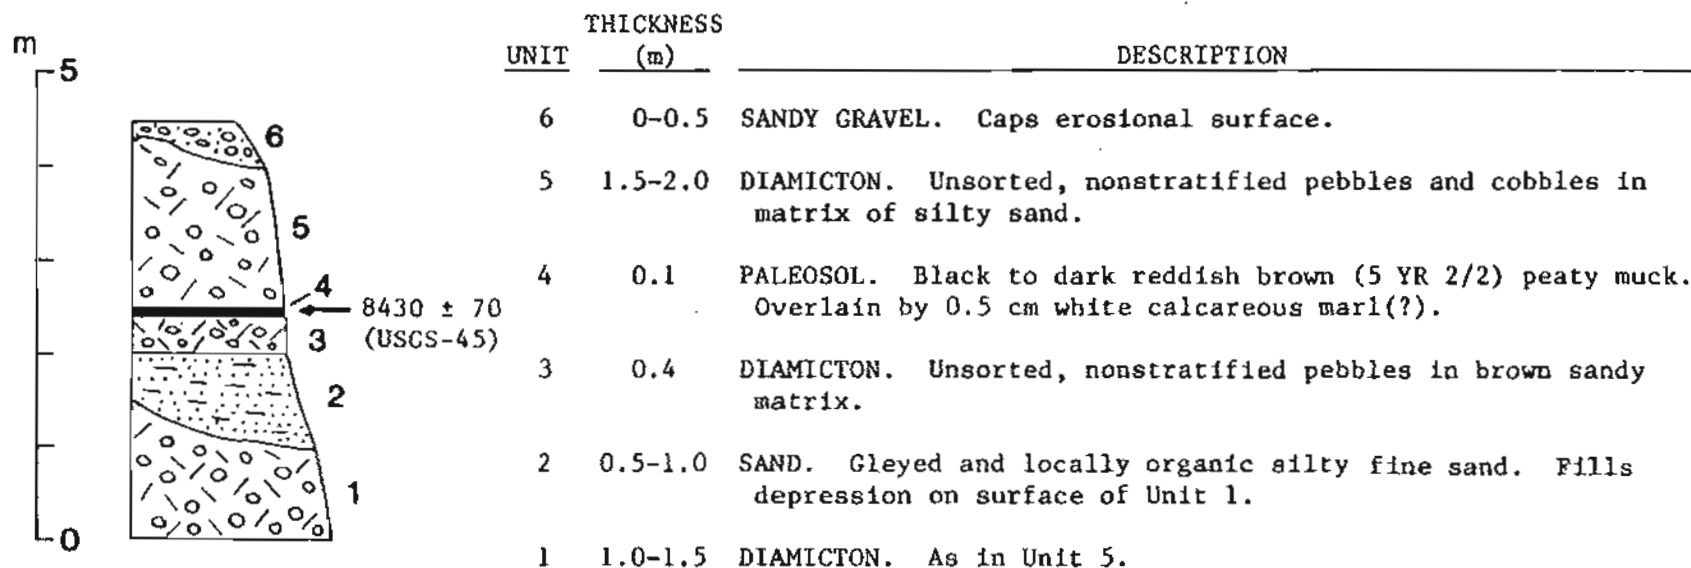 THICKNESS
m
UNIT (m) DESCRIPTION
5
6 0-0.5 SANDY GRAVEL. Caps erosional surface.
6
5 1.5-2.0 DIAMICTON. Unsorted, nonstratified pebbles and cobbles in
matrix of silty sand.
5
4 0.1 PALEOSOL. Black to dark reddish brown (5 YR 2/2) peaty muck.
Overlain by 0.5 cm white calcareous marl(?).
4
8430 ± 70
(USGS-45)
3
3 0.4 DIAMICTON. Unsorted, nonstratified pebbles in brown sandy
matrix.
2
2 0.5-1.0 SAND. Gleyed and locally organic silty fine sand. Fills
depression on surface of Unit 1.
1
0
1 1.0-1.5 DIAMICTON. As in Unit 5.